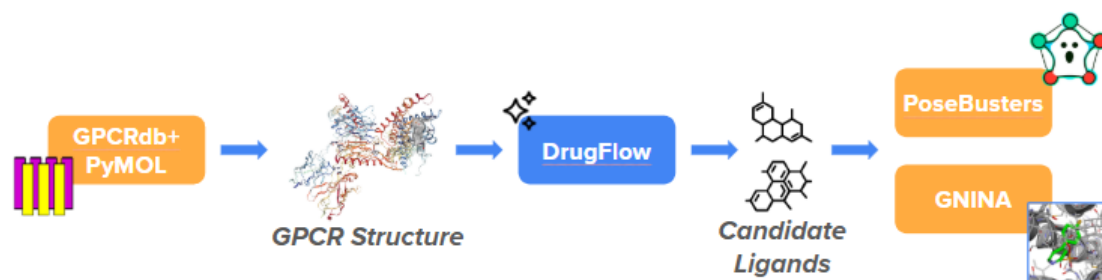 GPCRdb+
PyMOL
GPCR Structure
DrugFlow
Candidate
Ligands
PoseBusters
GNINA